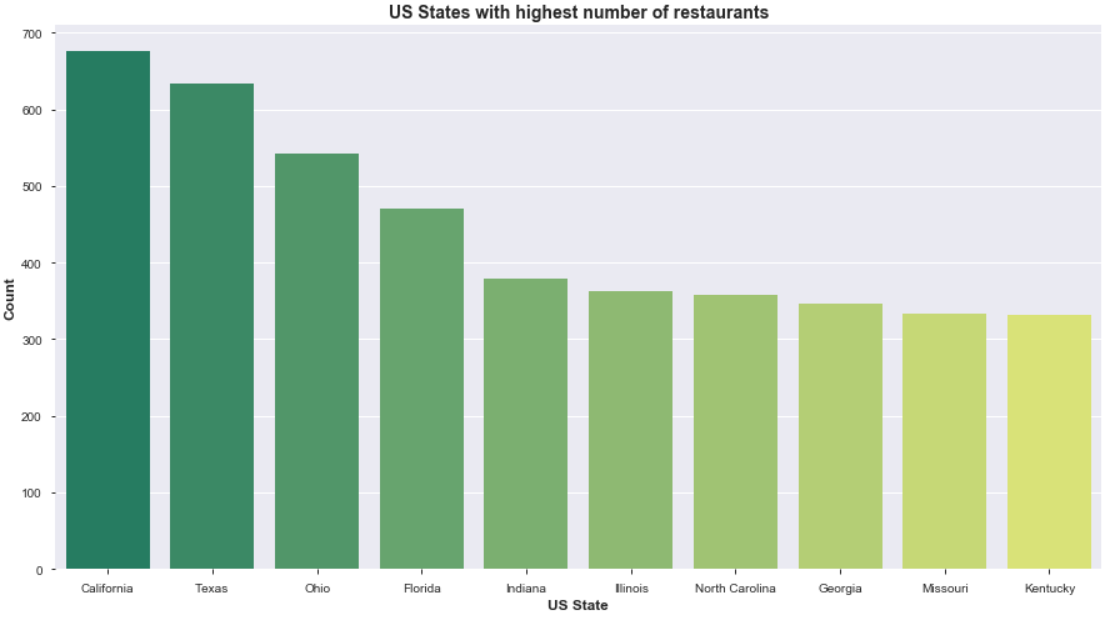 US States with highest number of restaurants
700
600
500
400
300
200
100
0
Count
California Texas Ohio Florida Indiana Illinois North Carolina Georgia Missouri Kentucky
US State